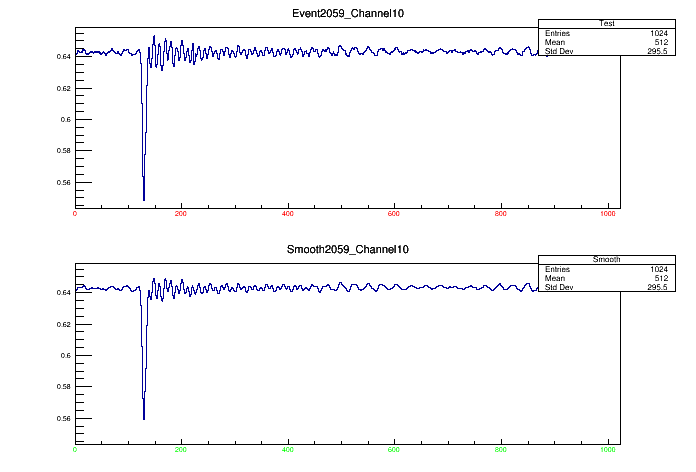 Event2059_Channel10
Test
Entries 1024
Mean 512
Std Dev 295.5
0.64
0.62
0.6
0.58
0.56
0 200 400 600 800 1000
Smooth2059_Channel10
Smooth
Entries 1024
Mean 512
Std Dev 295.5
0.64
0.62
0.6
0.58
0.56
0 200 400 600 800 1000